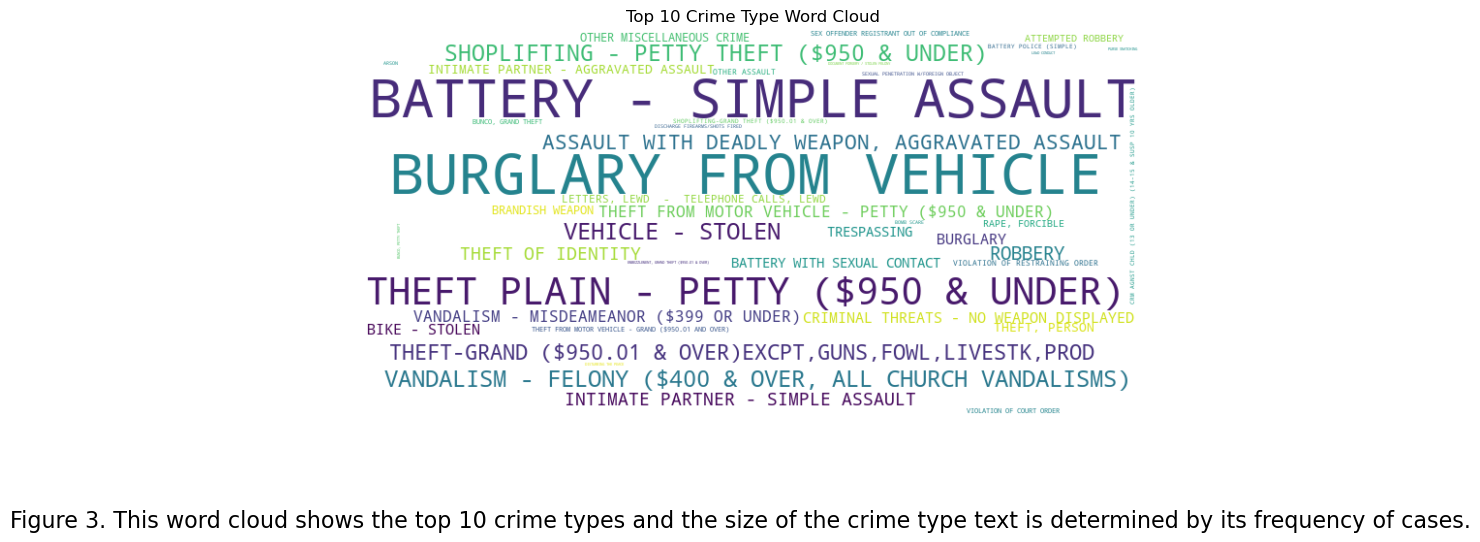 Top 10 Crime Type Word Cloud
OTHER MISCELLANEOUS CRIME
SEX OFFENDER REGISTRANT OUT OF COMPLIANCE
ATTEMPTED ROBBERY
SHOPLIFTING - PETTY THEFT ($950 & UNDER)
BATTERY POLICE (SIMPLE)
LEWD CONDUCT
ARSON
INTIMATE PARTNER - AGGRAVATED ASSAULT
OTHER ASSAULT
SEXUAL PENETRATION W/FOREIGN OBJECT
BATTERY - SIMPLE ASSAULT
BUNCO, GRAND THEFT
SHOPLIFTING-GRAND THEFT ($950.01 & OVER)
DISCHARGE FIREARMS/SHOTS FIRED
ASSAULT WITH DEADLY WEAPON, AGGRAVATED ASSAULT
CRM AGNST CHLD (13 OR UNDER) (14-15 & SUSP 10 YRS OLDER)
BURGLARY FROM VEHICLE
LETTERS, LEWD  -  TELEPHONE CALLS, LEWD
BRANDISH WEAPON
THEFT FROM MOTOR VEHICLE - PETTY ($950 & UNDER)
BOMB SCARE
RAPE, FORCIBLE
VEHICLE - STOLEN
TRESPASSING
BURGLARY
THEFT OF IDENTITY
ROBBERY
BATTERY WITH SEXUAL CONTACT
VIOLATION OF RESTRAINING ORDER
EMBEZZLEMENT, GRAND THEFT ($950.01 & OVER)
THEFT PLAIN - PETTY ($950 & UNDER)
VANDALISM - MISDEAMEANOR ($399 OR UNDER)
CRIMINAL THREATS - NO WEAPON DISPLAYED
BIKE - STOLEN
THEFT FROM MOTOR VEHICLE - GRAND ($950.01 AND OVER)
THEFT, PERSON
THEFT-GRAND ($950.01 & OVER)EXCPT,GUNS,FOWL,LIVESTK,PROD
VANDALISM - FELONY ($400 & OVER, ALL CHURCH VANDALISMS)
INTIMATE PARTNER - SIMPLE ASSAULT
VIOLATION OF COURT ORDER
Figure 3. This word cloud shows the top 10 crime types and the size of the crime type text is determined by its frequency of cases.